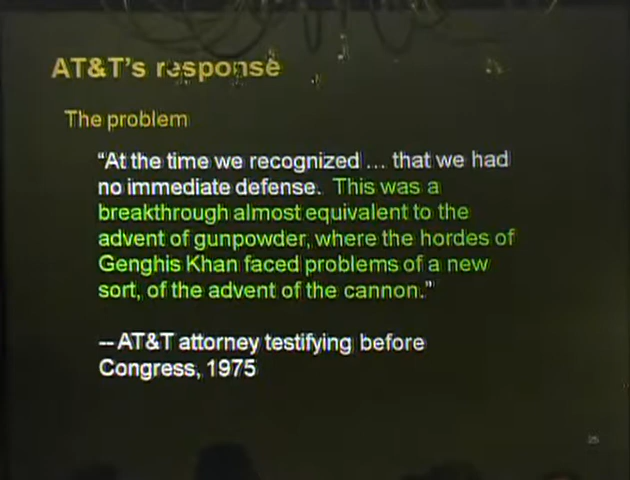 AT&T's response
The problem
“At the time we recognized ... that we had
no immediate defense. This was a
breakthrough almost equivalent to the
advent of gunpowder, where the hordes of
Genghis Khan faced problems of a new
sort, of the advent of the cannon.”
-- AT&T attorney testifying before
Congress, 1975